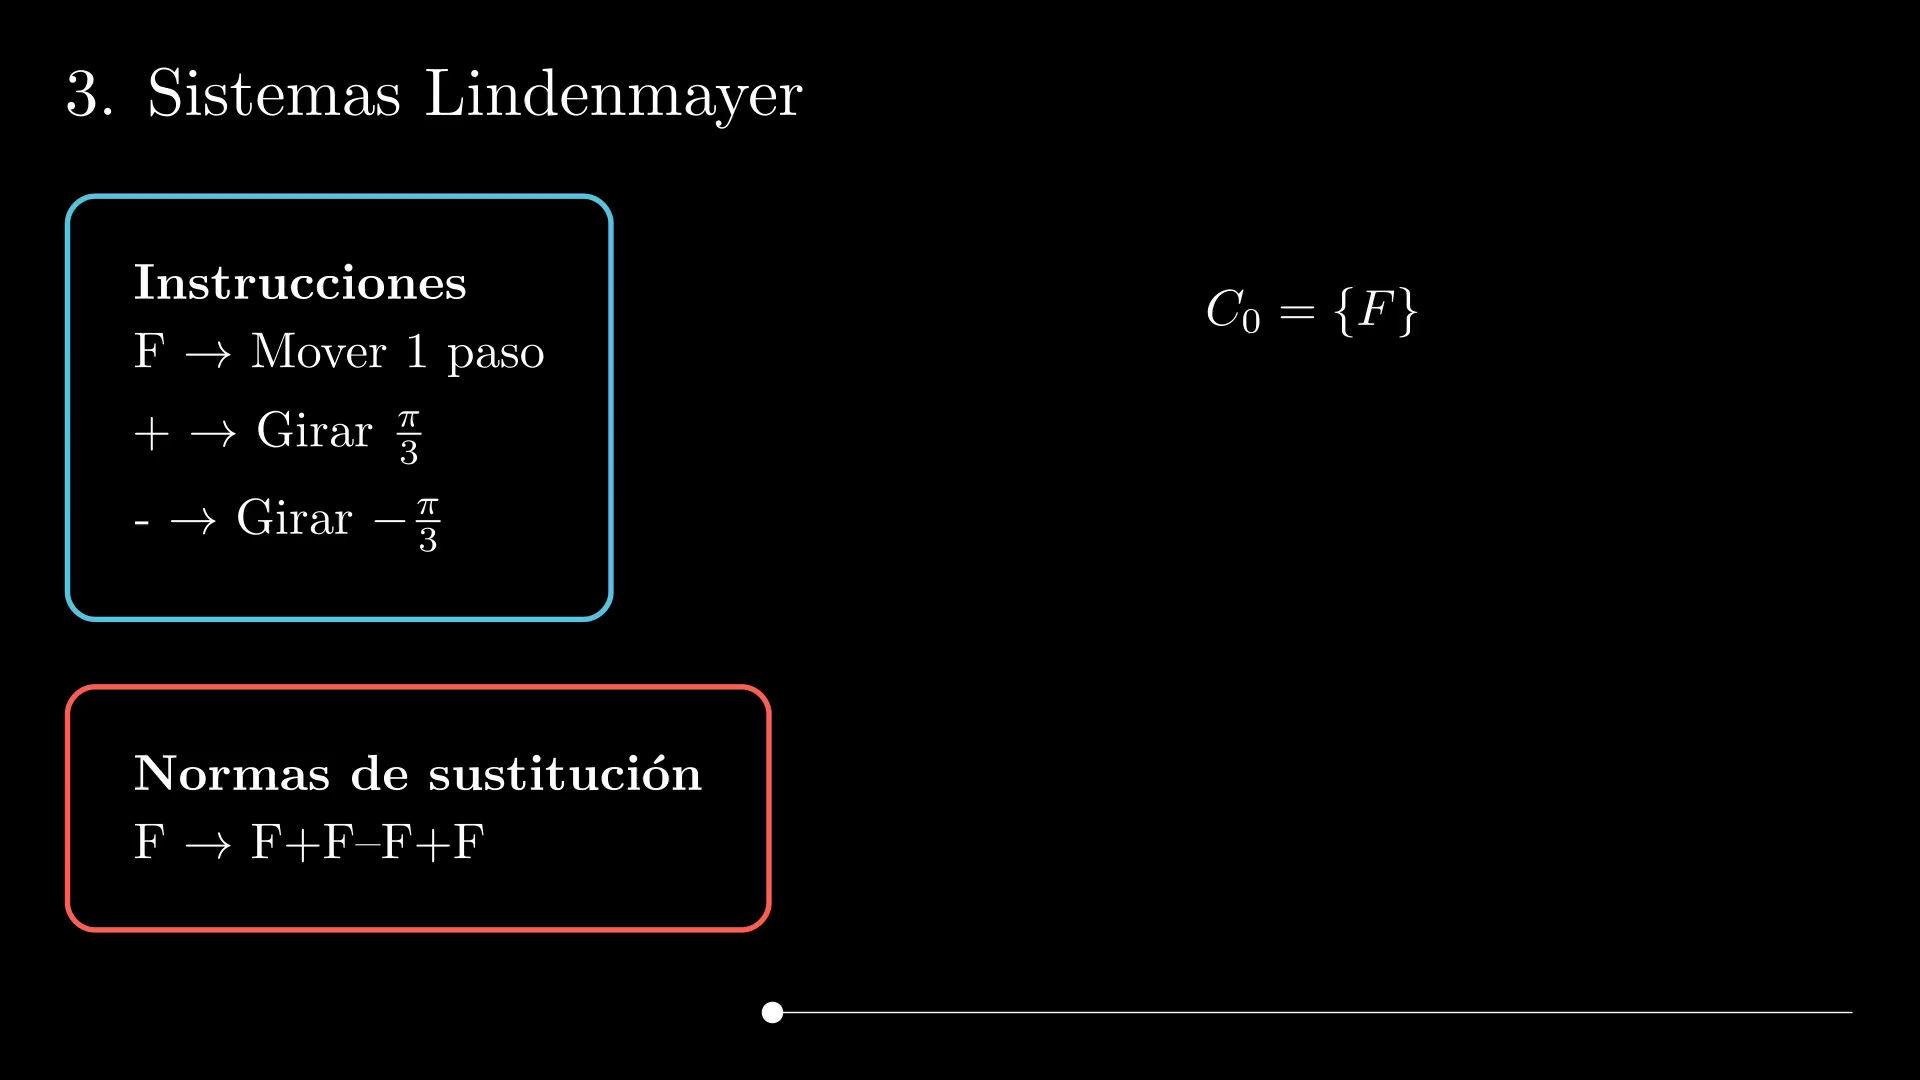 3. Sistemas Lindenmayer
Instrucciones
F → Mover 1 paso
+ → Girar π/3
- → Girar −π/3
C₀ = {F}
Normas de sustitución
F → F+F–F+F